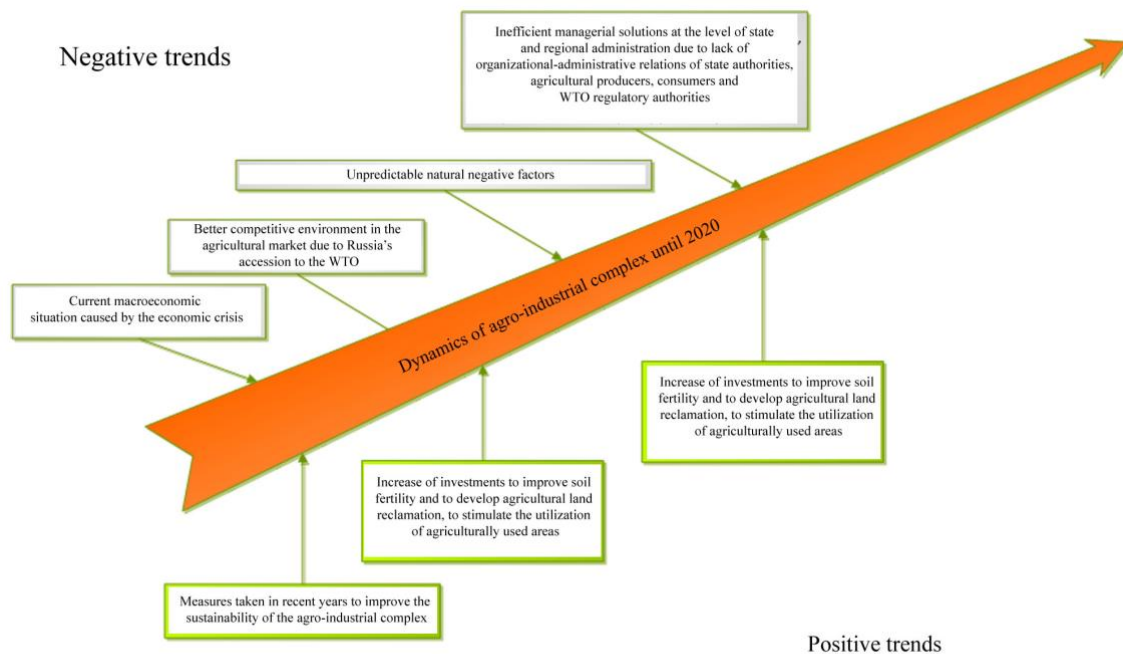 Negative trends
Inefficient managerial solutions at the level of state
and regional administration due to lack of
organizational-administrative relations of state authorities,
agricultural producers, consumers and
WTO regulatory authorities
Unpredictable natural negative factors
Better competitive environment in the
agricultural market due to Russia's
accession to the WTO
Current macroeconomic
situation caused by the economic crisis
Dynamics of agro-industrial complex until 2020
Increase of investments to improve soil
fertility and to develop agricultural land
reclamation, to stimulate the utilization
of agriculturally used areas
Increase of investments to improve soil
fertility and to develop agricultural land
reclamation, to stimulate the utilization
of agriculturally used areas
Measures taken in recent years to improve the
sustainability of the agro-industrial complex
Positive trends